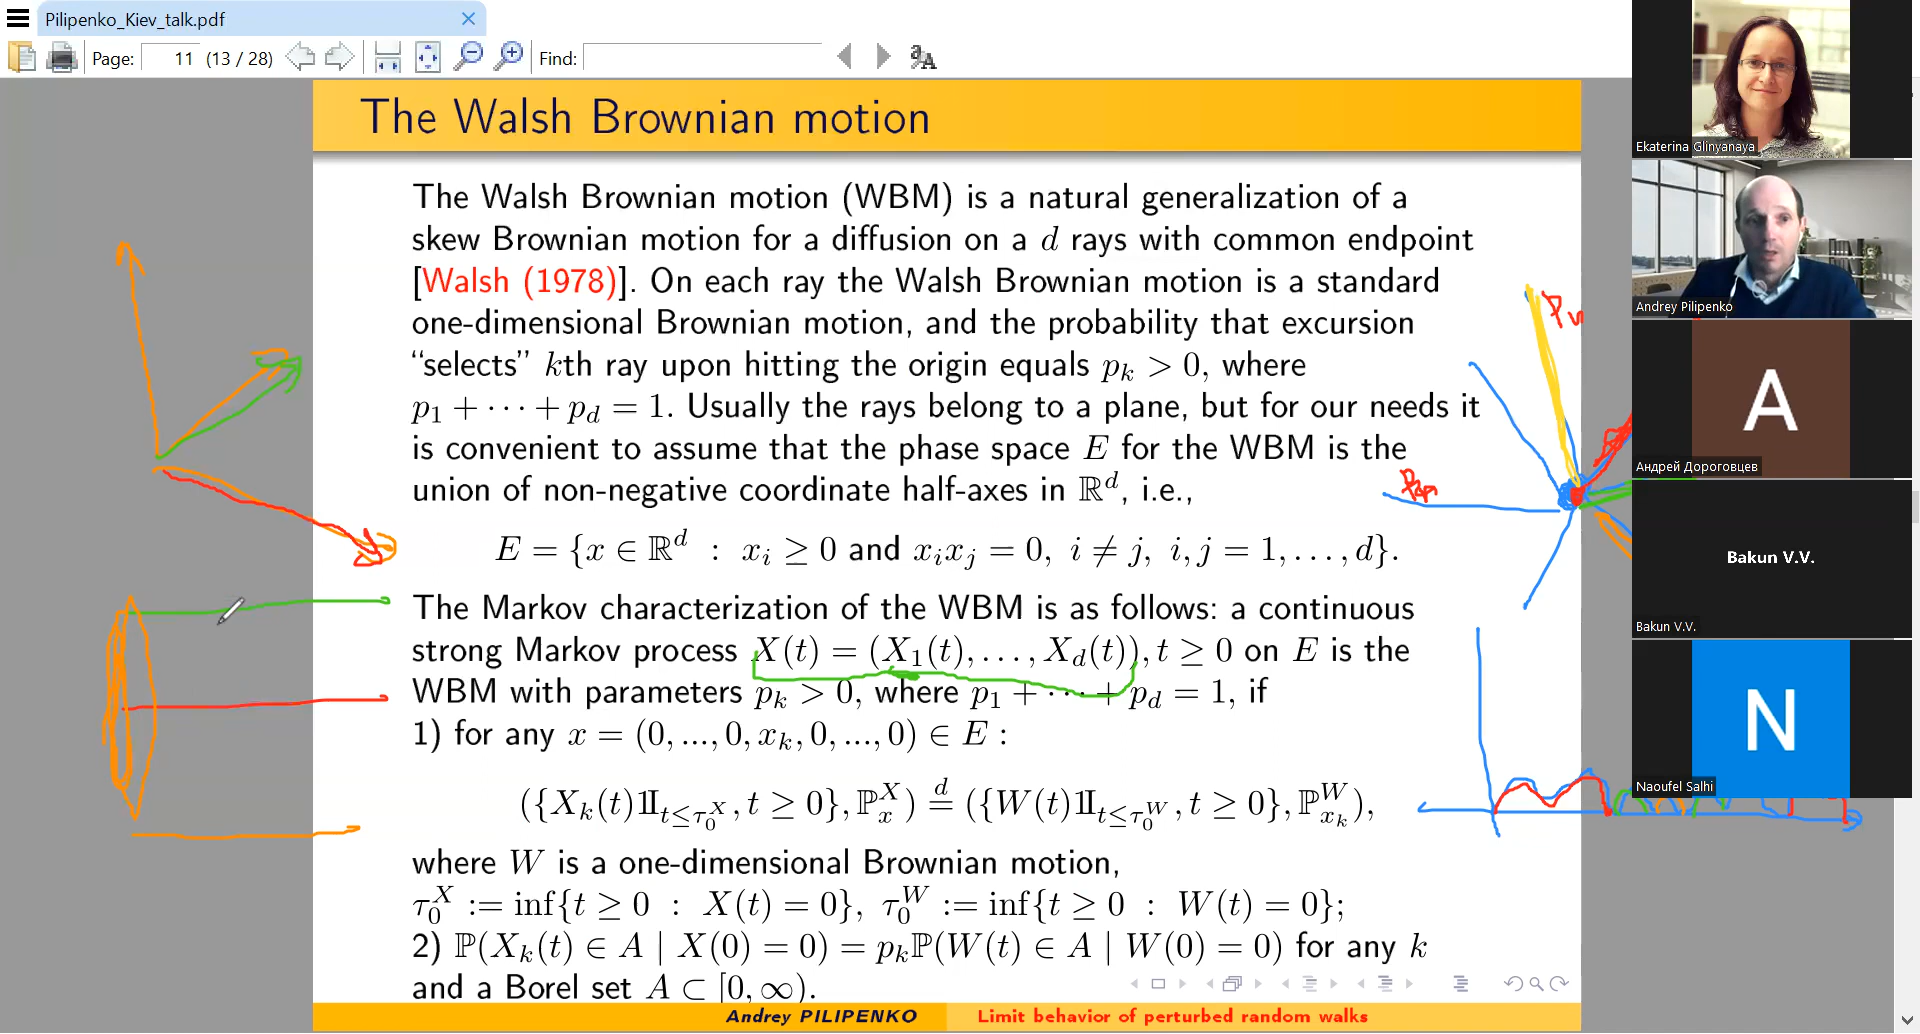 Pilipenko_Kiev_talk.pdf
Page: 11 (13 / 28) Find:
The Walsh Brownian motion
The Walsh Brownian motion (WBM) is a natural generalization of a
skew Brownian motion for a diffusion on a d rays with common endpoint
[Walsh (1978)]. On each ray the Walsh Brownian motion is a standard
one-dimensional Brownian motion, and the probability that excursion
“selects” kth ray upon hitting the origin equals p_k > 0, where
p_1 + · · · + p_d = 1. Usually the rays belong to a plane, but for our needs it
is convenient to assume that the phase space E for the WBM is the
union of non-negative coordinate half-axes in ℝ^d, i.e.,
E = {x ∈ ℝ^d : x_i ≥ 0 and x_i x_j = 0, i ≠ j, i, j = 1, . . . , d}.
The Markov characterization of the WBM is as follows: a continuous
strong Markov process X(t) = (X_1(t), . . . , X_d(t)), t ≥ 0 on E is the
WBM with parameters p_k > 0, where p_1 + · · · + p_d = 1, if
1) for any x = (0, ..., 0, x_k, 0, ..., 0) ∈ E :
({X_k(t)𝟙_{t≤τ_0^X}, t ≥ 0}, ℙ_x^X) =^d ({W(t)𝟙_{t≤τ_0^W}, t ≥ 0}, ℙ_{x_k}^W),
where W is a one-dimensional Brownian motion,
τ_0^X := inf{t ≥ 0 : X(t) = 0}, τ_0^W := inf{t ≥ 0 : W(t) = 0};
2) ℙ(X_k(t) ∈ A | X(0) = 0) = p_kℙ(W(t) ∈ A | W(0) = 0) for any k
and a Borel set A ⊂ [0, ∞).
Andrey PILIPENKO Limit behavior of perturbed random walks
Ekaterina Glinyanaya
Andrey Pilipenko
A
Андрей Дороговцев
Bakun V.V.
Bakun V.V.
N
Naoufel Salhi